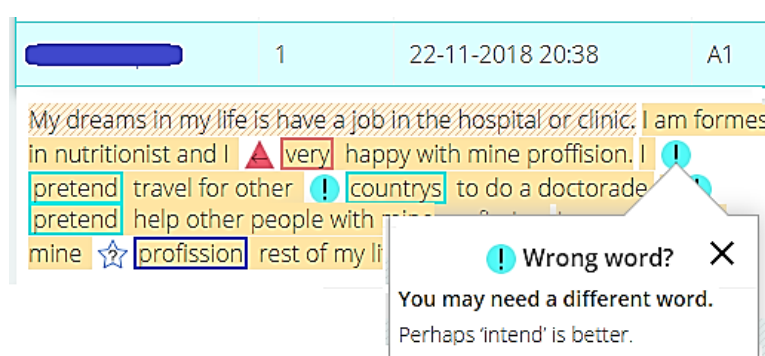 1 22-11-2018 20:38 A1
My dreams in my life is have a job in the hospital or clinic. I am formes
in nutritionist and I very happy with mine proffision. I !
pretend travel for other ! countrys to do a doctorade !
pretend help other people with
mine ? profission rest of my li
! Wrong word? X
You may need a different word.
Perhaps ‘intend’ is better.